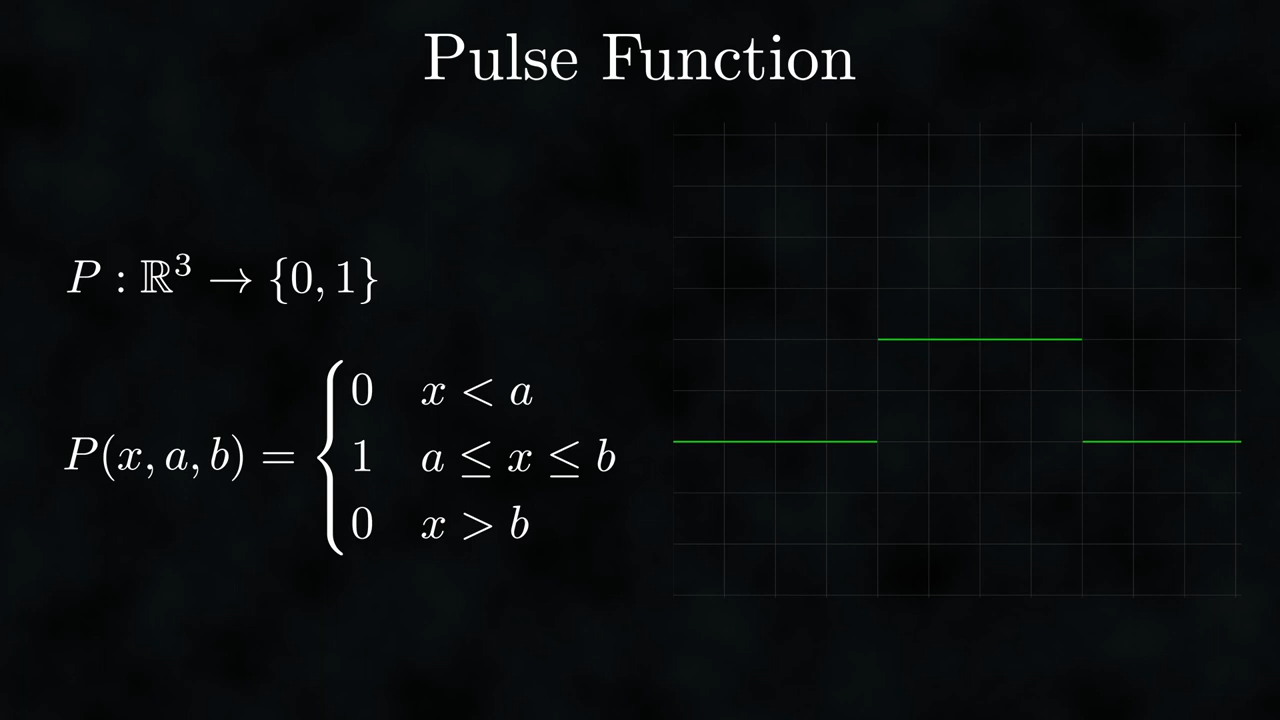 Pulse Function
P : ℝ³ → {0, 1}
P(x, a, b) = {
0 x < a
1 a ≤ x ≤ b
0 x > b